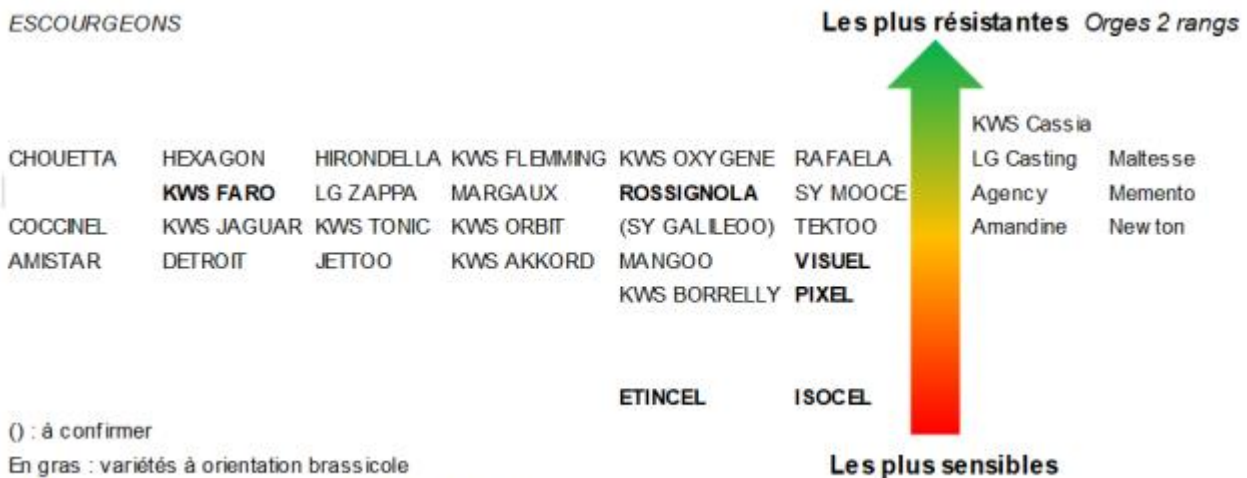 ESCOURGEONS Les plus résistantes Orges 2 rangs
KWS Cassia
CHOUETTA HEXAGON HIRONDELLA KWS FLEMMING KWS OXYGENE RAFAELA LG Casting Maltesse
KWS FARO LG ZAPPA MARGAUX ROSSIGNOLA SY MOOCE Agency Memento
COCCINEL KWS JAGUAR KWS TONIC KWS ORBIT (SY GALILEOO) TEKTOO Amandine Newton
AMISTAR DETROIT JETTOO KWS AKKORD MANGOO VISUEL
KWS BORRELLY PIXEL
ETINCEL ISOCEL
() : à confirmer
En gras : variétés à orientation brassicole Les plus sensibles